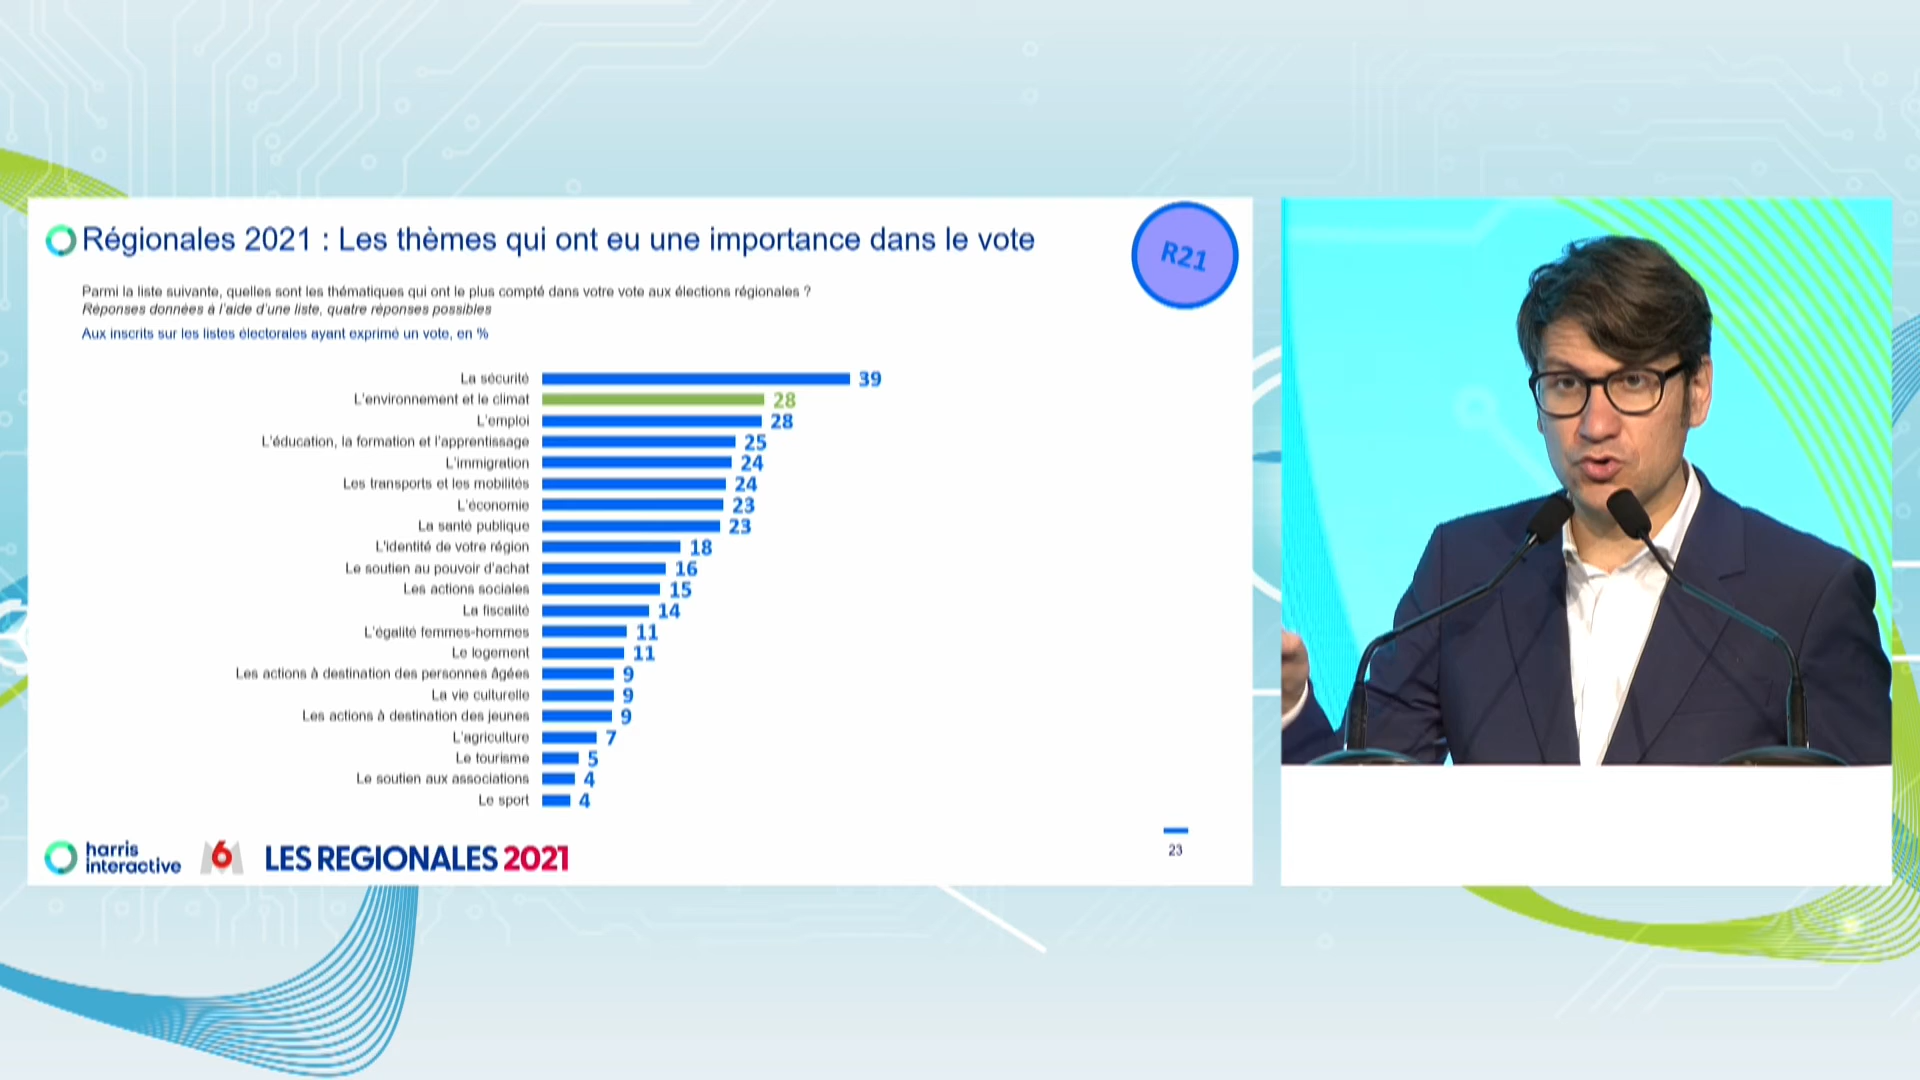 Régionales 2021 : Les thèmes qui ont eu une importance dans le vote
R21
Parmi la liste suivante, quelles sont les thématiques qui ont le plus compté dans votre vote aux élections régionales ?
Réponses données à l'aide d'une liste, quatre réponses possibles
Aux inscrits sur les listes électorales ayant exprimé un vote, en %
La sécurité 39
L'environnement et le climat 28
L'emploi 28
L'éducation, la formation et l'apprentissage 25
L'immigration 24
Les transports et les mobilités 24
L'économie 23
La santé publique 23
L'identité de votre région 18
Le soutien au pouvoir d'achat 16
Les actions sociales 15
La fiscalité 14
L'égalité femmes-hommes 11
Le logement 11
Les actions à destination des personnes âgées 9
La vie culturelle 9
Les actions à destination des jeunes 9
L'agriculture 7
Le tourisme 5
Le soutien aux associations 4
Le sport 4
harris
interactive
M6
LES REGIONALES 2021
23